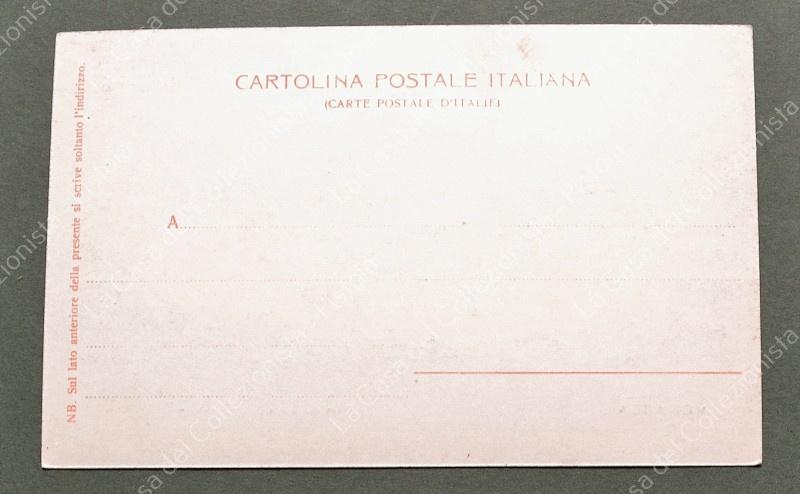 CARTOLINA POSTALE ITALIANA
(CARTE POSTALE D'ITALIE)
A
NB. Sul lato anteriore della presente si scrive soltanto l'indirizzo.
La Casa del Collezionista